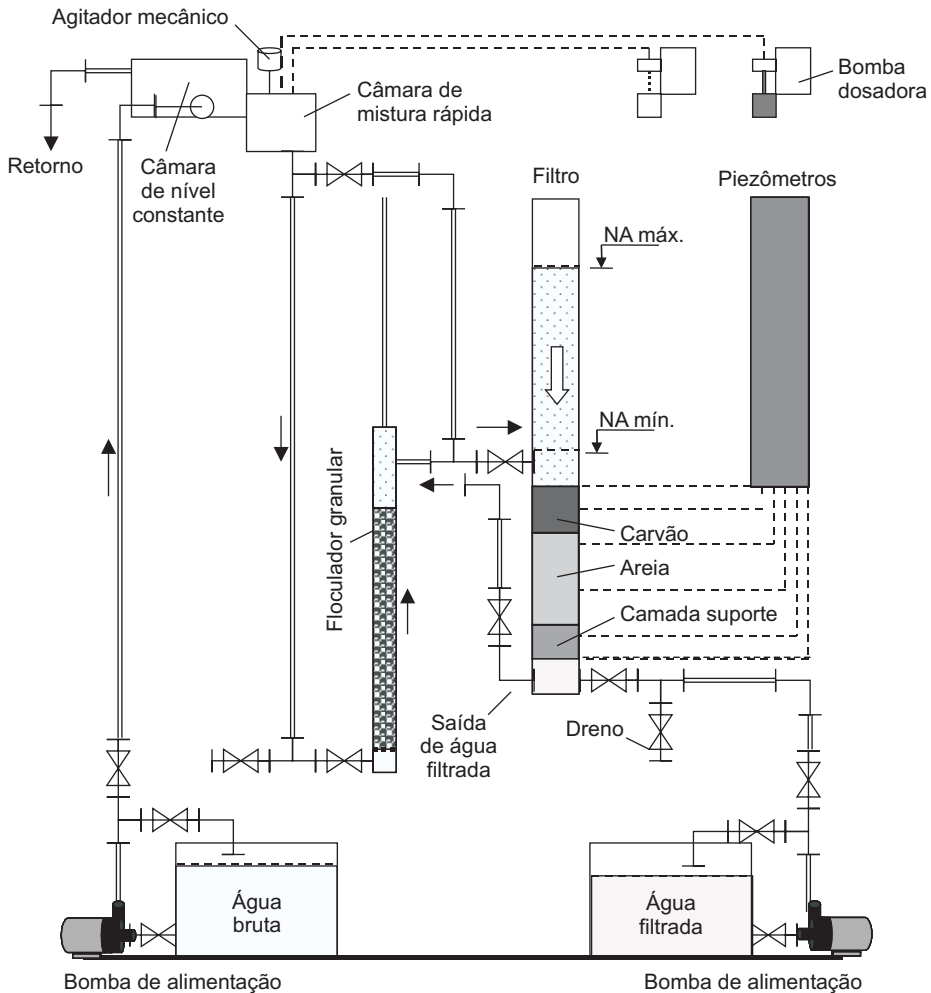 Agitador mecânico
Bomba
dosadora
Câmara de
mistura rápida
Retorno
Câmara
de nível
constante
Filtro
Piezômetros
NA máx.
NA mín.
Floculador granular
Carvão
Areia
Camada suporte
Saída
de água
filtrada
Dreno
Água
bruta
Água
filtrada
Bomba de alimentação
Bomba de alimentação